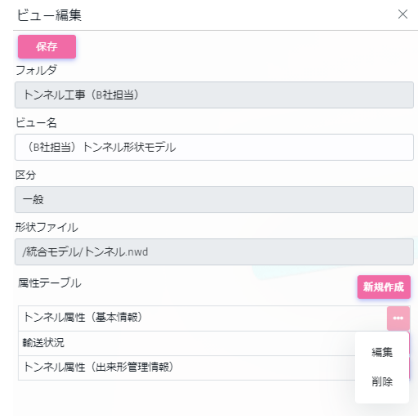 ビュー編集
保存
フォルダ
トンネル工事（B社担当）
ビュー名
（B社担当）トンネル形状モデル
区分
一般
形状ファイル
/統合モデル/トンネル.nwd
属性テーブル
新規作成
トンネル属性（基本情報）
輸送状況
編集
トンネル属性（出来形管理情報）
削除